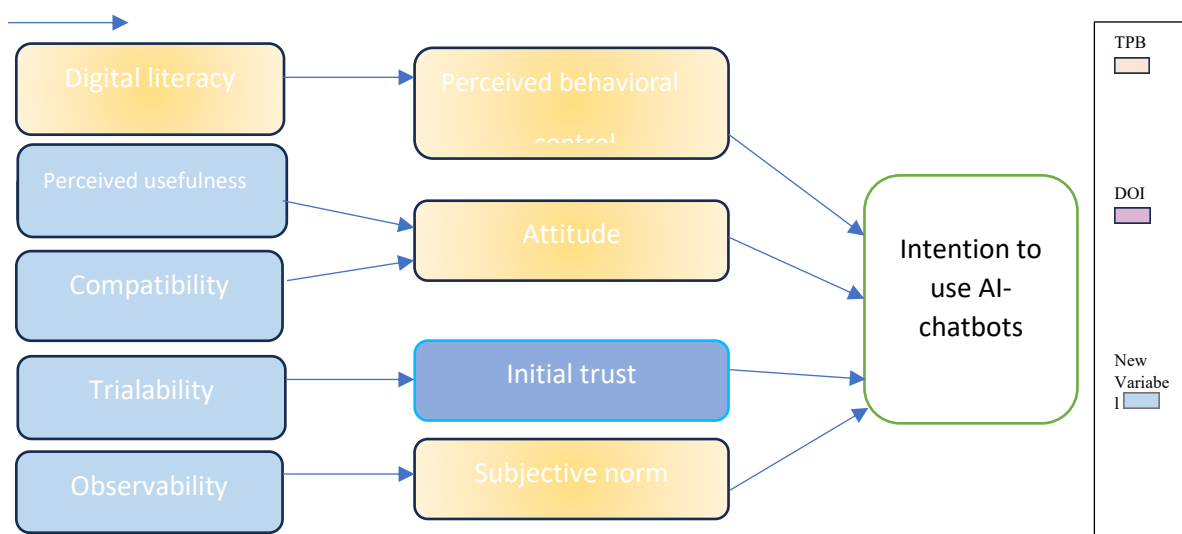 Digital literacy
Perceived usefulness
Compatibility
Trialability
Observability
Perceived behavioral
control
Attitude
Initial trust
Subjective norm
Intention to
use AI-
chatbots
TPB
DOI
New
Variabe
l